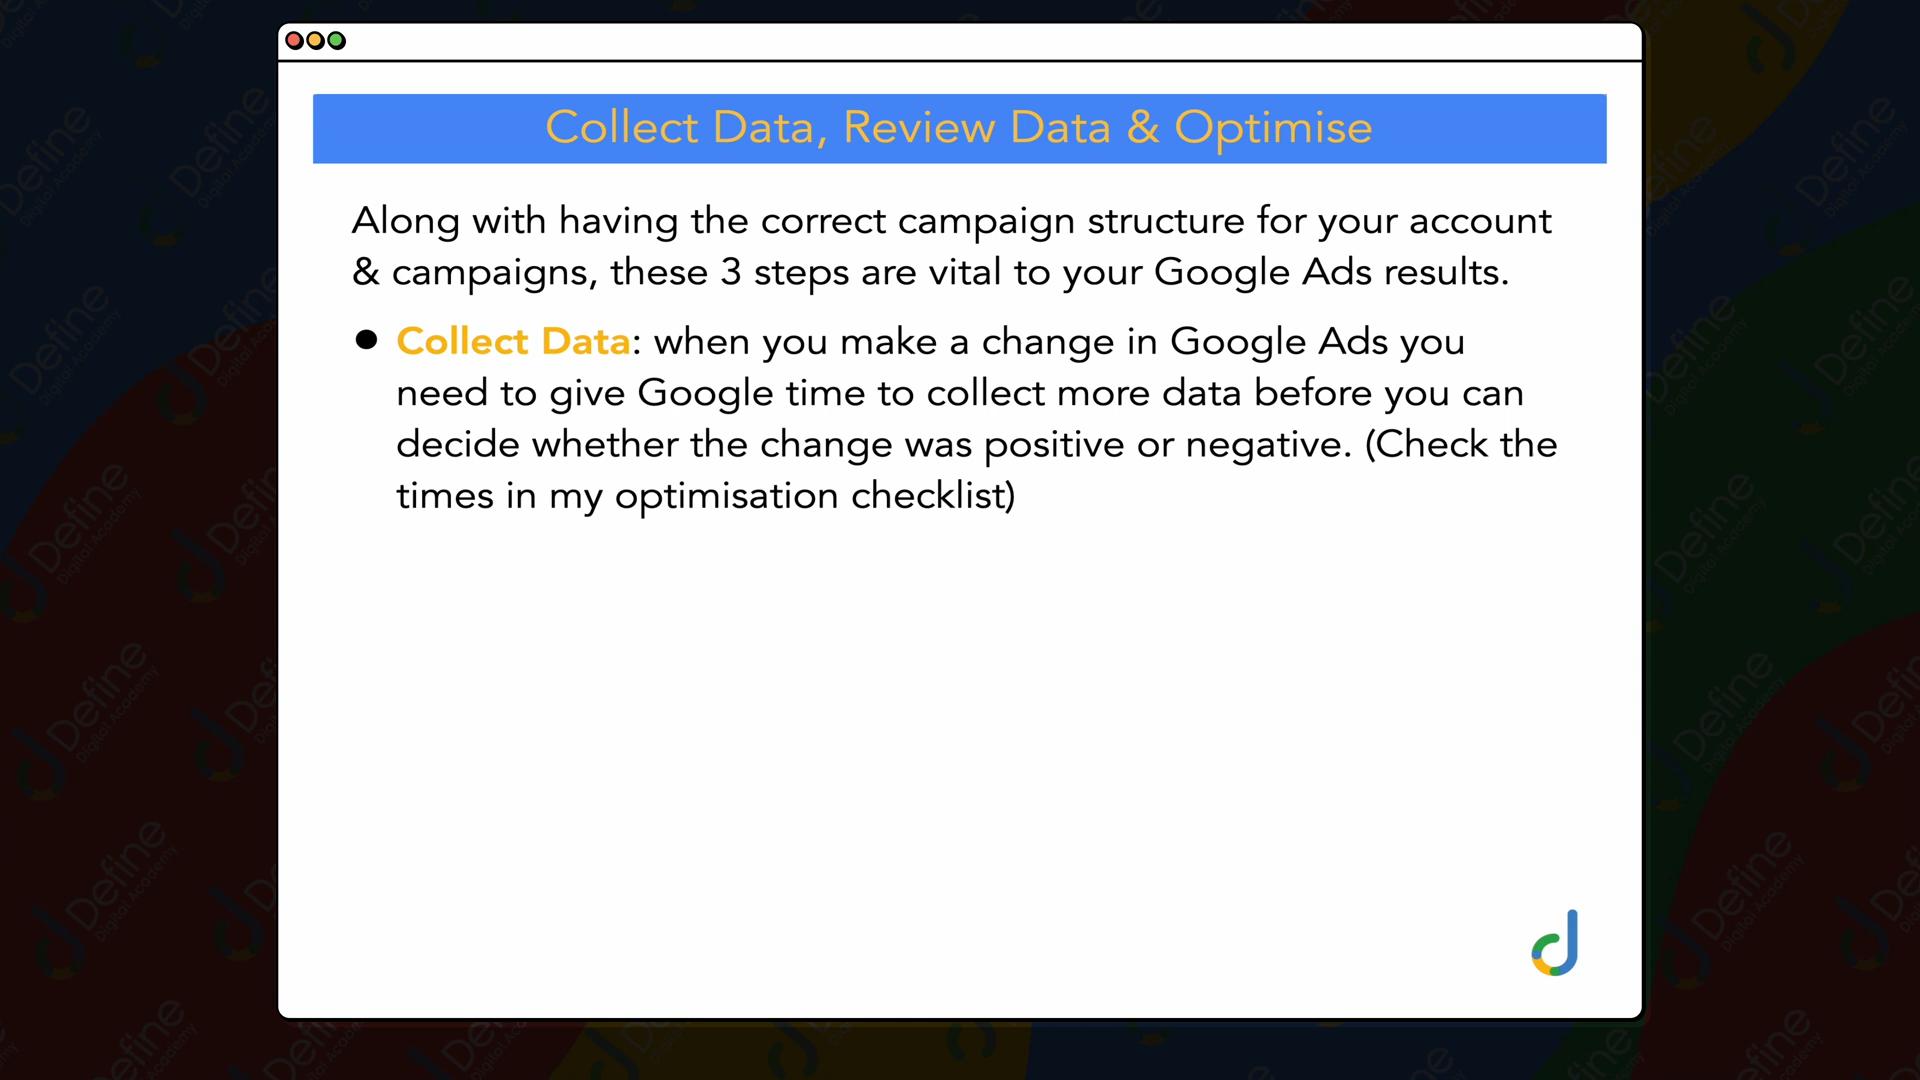 Collect Data, Review Data & Optimise
Along with having the correct campaign structure for your account
& campaigns, these 3 steps are vital to your Google Ads results.
● Collect Data: when you make a change in Google Ads you
need to give Google time to collect more data before you can
decide whether the change was positive or negative. (Check the
times in my optimisation checklist)
Define
Digital Academy